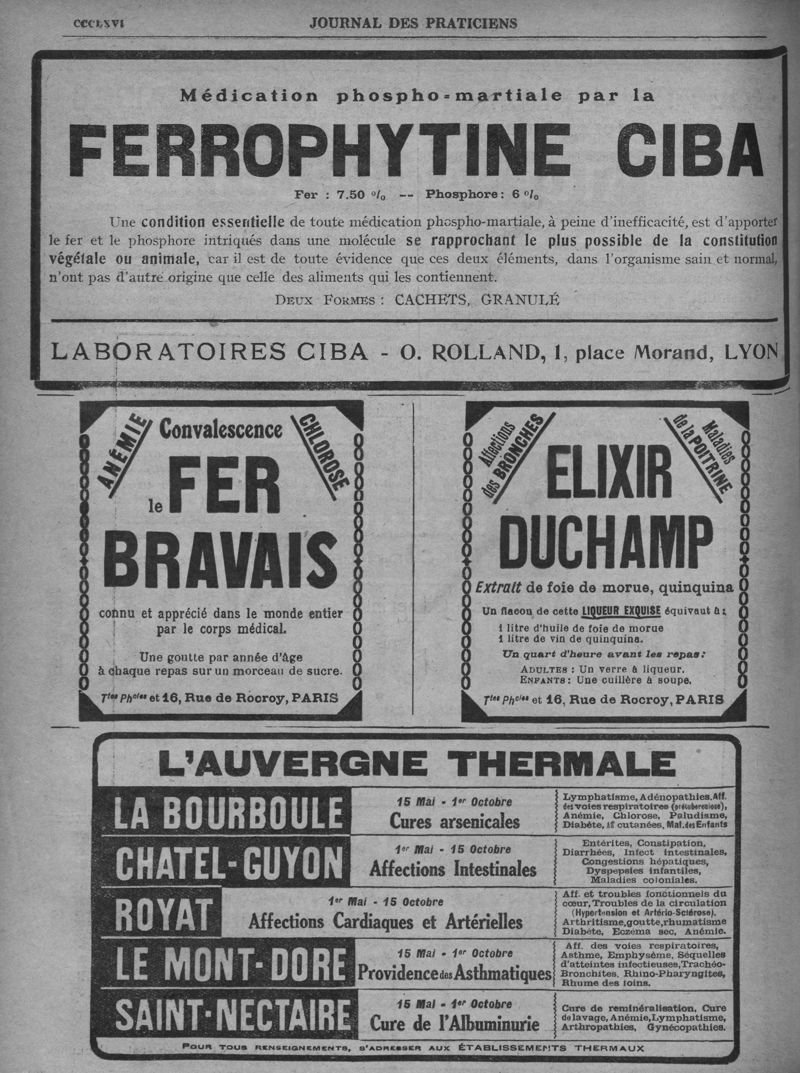 CCCLXVI
JOURNAL DES PRATICIENS
Médication phospho-martiale par la
FERROPHYTINE CIBA
Fer : 7.50 % -- Phosphore : 6 %
Une condition essentielle de toute médication phospho-martiale, à peine d'inefficacité, est d'apporter
le fer et le phosphore intriqués dans une molécule se rapprochant le plus possible de la constitution
végétale ou animale, car il est de toute évidence que ces deux éléments, dans l'organisme sain et normal,
n'ont pas d'autre origine que celle des aliments qui les contiennent.
DEUX FORMES : CACHETS, GRANULÉ
LABORATOIRES CIBA - O. ROLLAND, 1, place Morand, LYON
ANÉMIE
Convalescence
CHLOROSE
le FER
BRAVAIS
connu et apprécié dans le monde entier
par le corps médical.
Une goutte par année d'âge
à chaque repas sur un morceau de sucre.
Ttes Phcies et 16, Rue de Rocroy, PARIS
Affections
des BRONCHES
Maladies
de la POITRINE
ELIXIR
DUCHAMP
Extrait de foie de morue, quinquina
Un flacon de cette LIQUEUR EXQUISE équivaut à :
1 litre d'huile de foie de morue
1 litre de vin de quinquina.
Un quart d'heure avant les repas :
ADULTES : Un verre à liqueur.
ENFANTS : Une cuillère à soupe.
Ttes Phcies et 16, Rue de Rocroy, PARIS
L'AUVERGNE THERMALE
LA BOURBOULE
15 Mai - 1er Octobre
Cures arsenicales
Lymphatisme, Adénopathies. Aff.
des voies respiratoires (prétuberculose),
Anémie, Chlorose, Paludisme,
Diabète, Aff cutanées, Mal. des Enfants
CHATEL-GUYON
1er Mai - 15 Octobre
Affections Intestinales
Entérites, Constipation,
Diarrhées, Infect intestinales,
Congestions hépatiques,
Dyspepsies infantiles,
Maladies coloniales.
ROYAT
1er Mai - 15 Octobre
Affections Cardiaques et Artérielles
Aff. et troubles fonctionnels du
cœur, Troubles de la circulation
(Hypertension et Artério-Sclérose).
Arthritisme, goutte, rhumatisme
Diabète, Eczema sec, Anémie.
LE MONT-DORE
15 Mai - 1er Octobre
Providence des Asthmatiques
Aff. des voies respiratoires,
Asthme, Emphysème, Séquelles
d'atteintes infectieuses, Trachéo-
Bronchites, Rhino-Pharyngites,
Rhume des foins.
SAINT-NECTAIRE
15 Mai - 1er Octobre
Cure de l'Albuminurie
Cure de reminéralisation, Cure
de lavage, Anémie, Lymphatisme,
Arthropathies, Gynécopathies.
POUR TOUS RENSEIGNEMENTS, S'ADRESSER AUX ÉTABLISSEMENTS THERMAUX